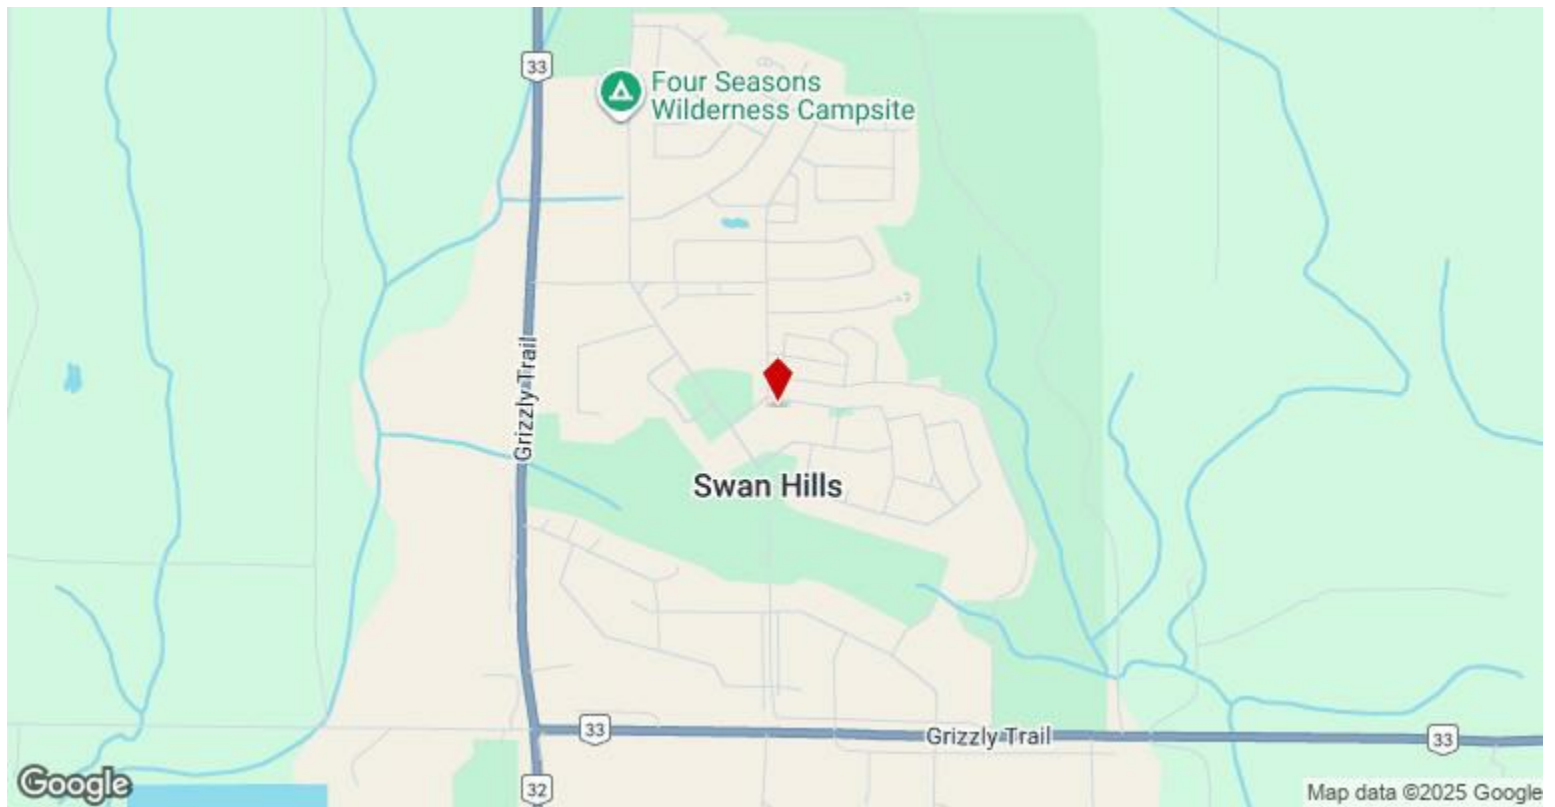 33
Four Seasons
Wilderness Campsite
Grizzly Trail
Swan Hills
33
Grizzly Trail
33
32
Google
Map data ©2025 Google